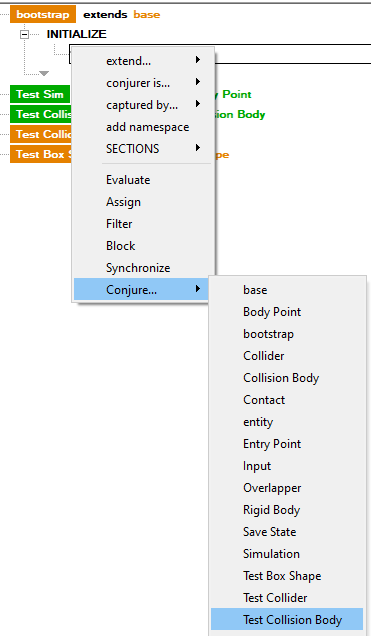 bootstrap extends base
INITIALIZE
Test Sim y Point
Test Collis ion Body
Test Collic
Test Box S pe
extend...
conjurer is...
captured by...
add namespace
SECTIONS
Evaluate
Assign
Filter
Block
Synchronize
Conjure...
base
Body Point
bootstrap
Collider
Collision Body
Contact
entity
Entry Point
Input
Overlapper
Rigid Body
Save State
Simulation
Test Box Shape
Test Collider
Test Collision Body